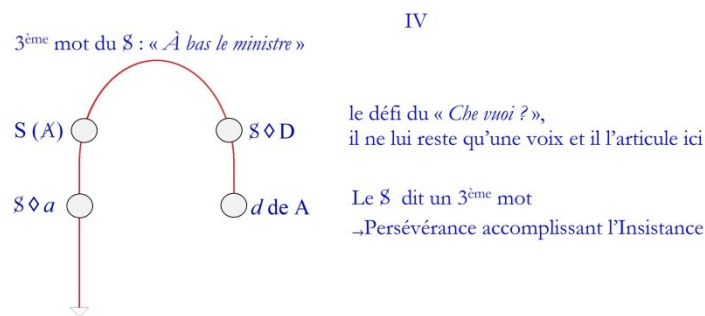 IV
3ème mot du $ : « À bas le ministre »
S (Ⱥ)
$ ◊ D
le défi du « Che vuoi ? »,
il ne lui reste qu'une voix et il l'articule ici
$ ◊ a
d de A
Le $ dit un 3ème mot
→Persévérance accomplissant l'Insistance